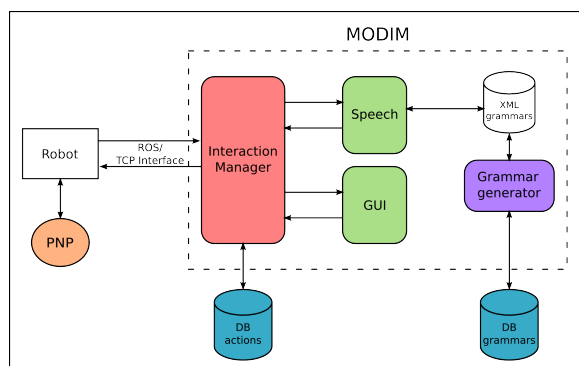 MODIM
Robot
ROS/
TCP Interface
Interaction
Manager
Speech
XML
grammars
Grammar
generator
GUI
PNP
DB
actions
DB
grammars